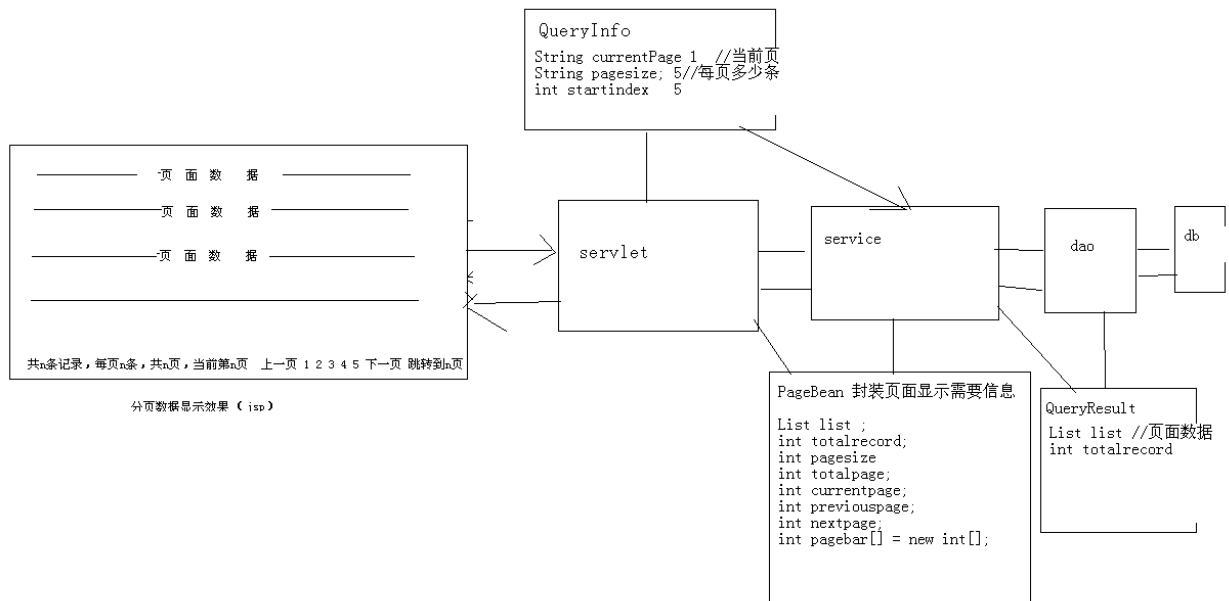 QueryInfo
String currentPage 1 //当前页
String pagesize; 5//每页多少条
int startindex 5
页 面 数 据
页 面 数 据
页 面 数 据
共n条记录，每页n条，共n页，当前第n页 上一页 1 2 3 4 5 下一页 跳转到n页
分页数据显示效果（ jsp）
servlet
service
dao
db
PageBean 封装页面显示需要信息
List list ;
int totalrecord;
int pagesize
int totalpage;
int currentpage;
int previouspage;
int nextpage;
int pagebar[] = new int[];
QueryResult
List list //页面数据
int totalrecord